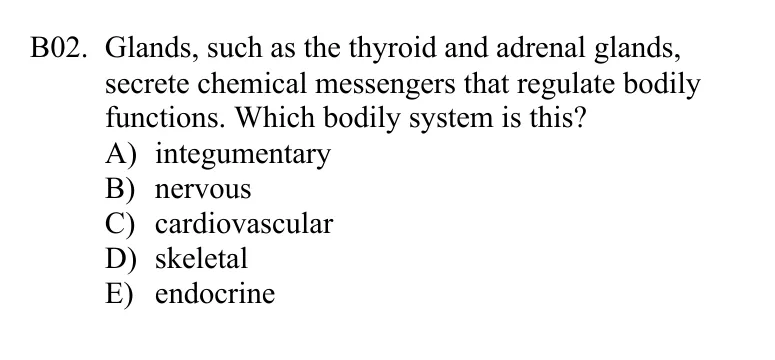 B02. Glands, such as the thyroid and adrenal glands,
secrete chemical messengers that regulate bodily
functions. Which bodily system is this?
A) integumentary
B) nervous
C) cardiovascular
D) skeletal
E) endocrine